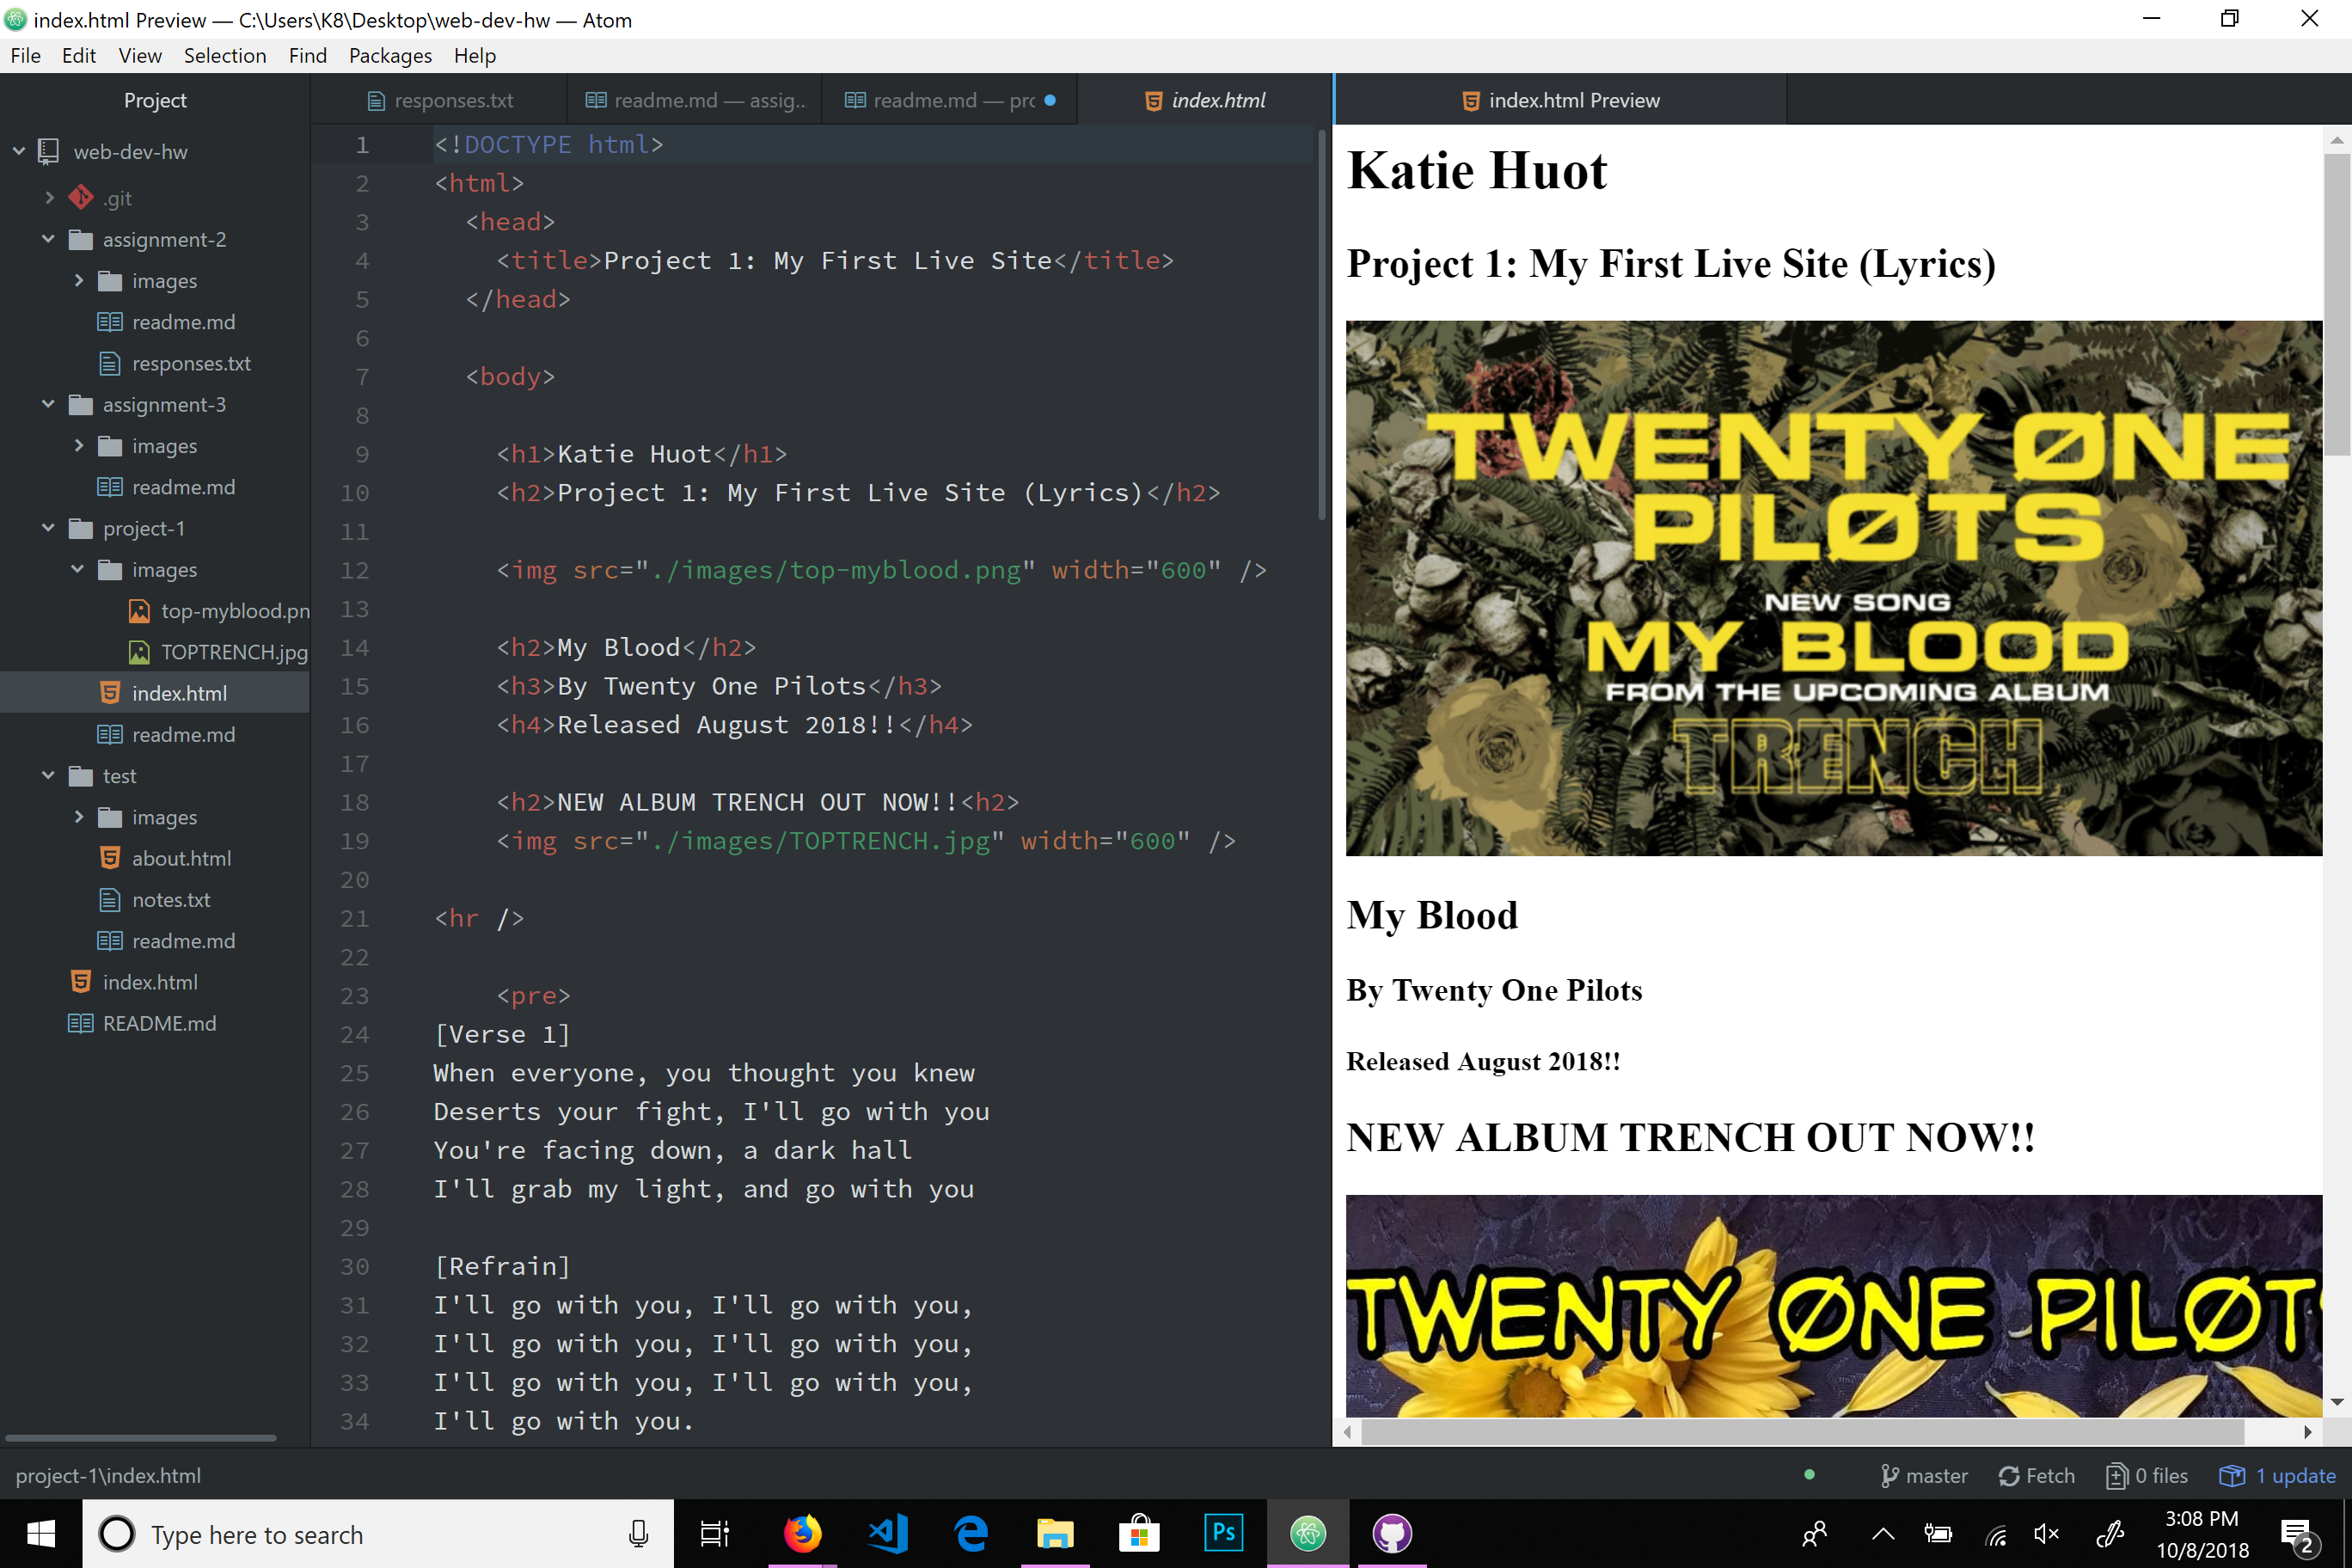 index.html Preview — C:\Users\K8\Desktop\web-dev-hw — Atom
File Edit View Selection Find Packages Help
Project
web-dev-hw
.git
assignment-2
images
readme.md
responses.txt
assignment-3
images
readme.md
project-1
images
top-myblood.pn
TOPTRENCH.jpg
index.html
readme.md
test
images
about.html
notes.txt
readme.md
index.html
README.md
responses.txt
readme.md — assig..
readme.md — prc
index.html
1 <!DOCTYPE html>
2 <html>
3 <head>
4 <title>Project 1: My First Live Site</title>
5 </head>
6
7 <body>
8
9 <h1>Katie Huot</h1>
10 <h2>Project 1: My First Live Site (Lyrics)</h2>
11
12 <img src="./images/top-myblood.png" width="600" />
13
14 <h2>My Blood</h2>
15 <h3>By Twenty One Pilots</h3>
16 <h4>Released August 2018!!</h4>
17
18 <h2>NEW ALBUM TRENCH OUT NOW!!<h2>
19 <img src="./images/TOPTRENCH.jpg" width="600" />
20
21 <hr />
22
23 <pre>
24 [Verse 1]
25 When everyone, you thought you knew
26 Deserts your fight, I'll go with you
27 You're facing down, a dark hall
28 I'll grab my light, and go with you
29
30 [Refrain]
31 I'll go with you, I'll go with you,
32 I'll go with you, I'll go with you,
33 I'll go with you, I'll go with you,
34 I'll go with you.
index.html Preview
Katie Huot
Project 1: My First Live Site (Lyrics)
TWENTY ØNE
PILØTS
NEW SONG
MY BLOOD
FROM THE UPCOMING ALBUM
TRENCH
My Blood
By Twenty One Pilots
Released August 2018!!
NEW ALBUM TRENCH OUT NOW!!
TWENTY ØNE PILØT
project-1\index.html
master
Fetch
0 files
1 update
Type here to search
Ps
3:08 PM
10/8/2018
2